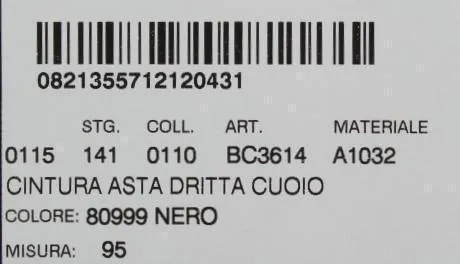 0821355712120431
STG. COLL. ART. MATERIALE
0115 141 0110 BC3614 A1032
CINTURA ASTA DRITTA CUOIO
COLORE: 80999 NERO
MISURA: 95